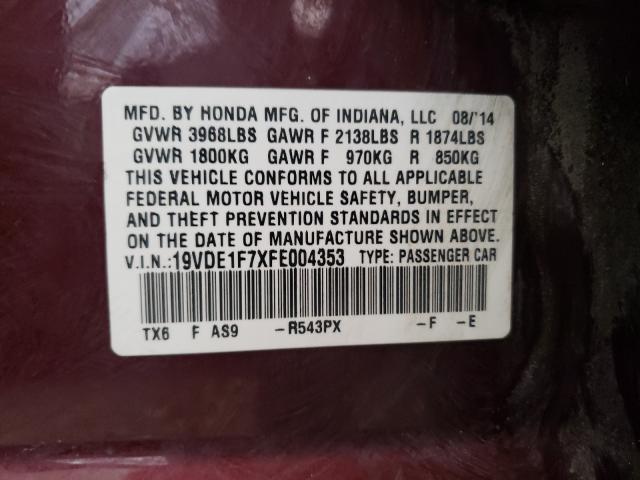 MFD. BY HONDA MFG. OF INDIANA, LLC 08/'14
GVWR 3968LBS GAWR F 2138LBS R 1874LBS
GVWR 1800KG GAWR F 970KG R 850KG
THIS VEHICLE CONFORMS TO ALL APPLICABLE
FEDERAL MOTOR VEHICLE SAFETY, BUMPER,
AND THEFT PREVENTION STANDARDS IN EFFECT
ON THE DATE OF MANUFACTURE SHOWN ABOVE.
V.I.N.:19VDE1F7XFE004353 TYPE: PASSENGER CAR
TX6 F AS9 -R543PX -F -E